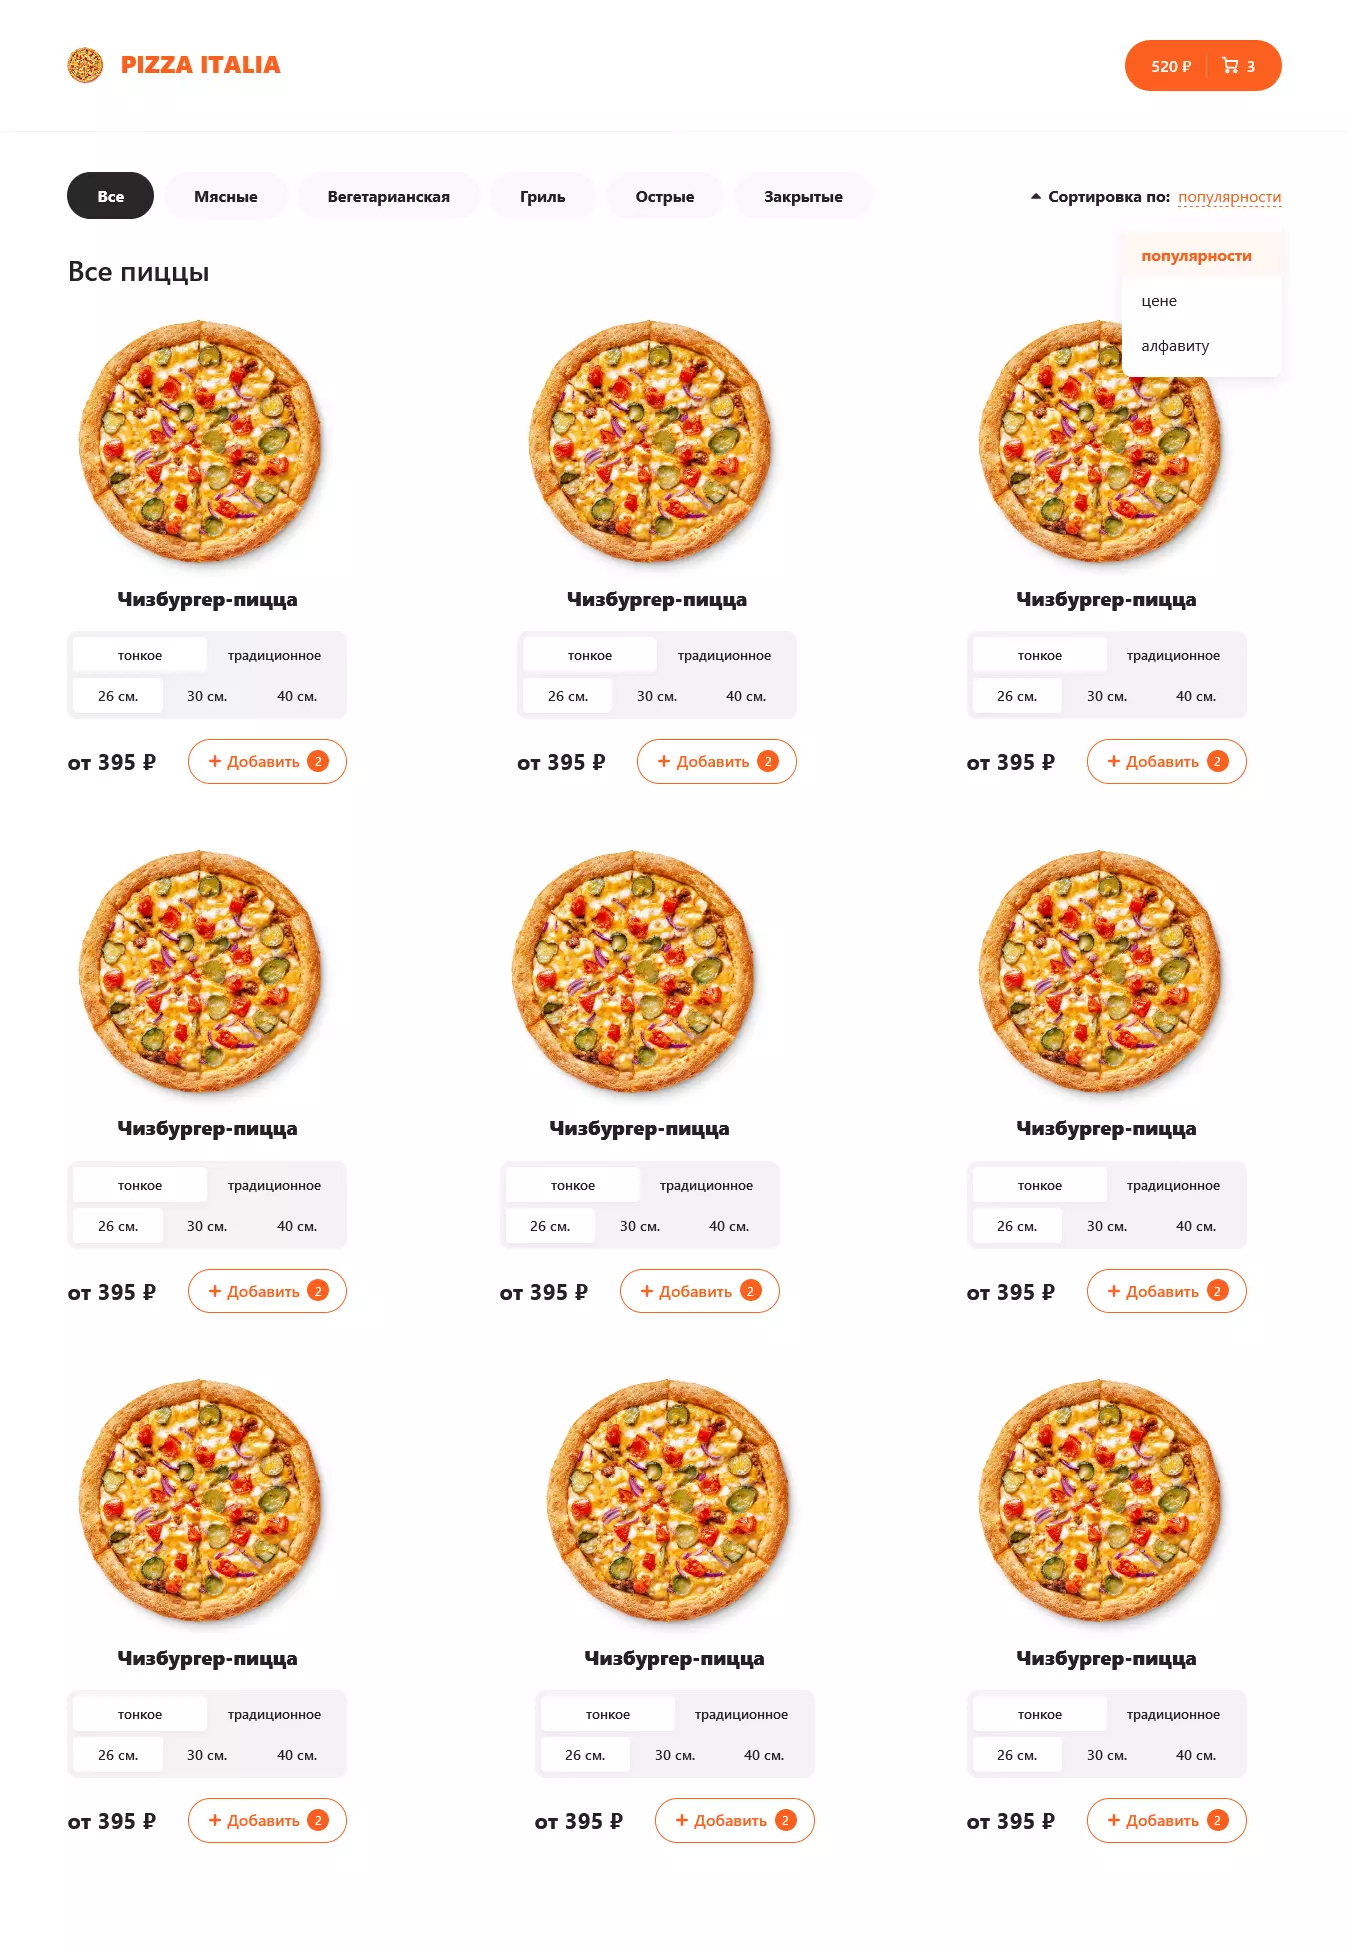 PIZZA ITALIA
520 ₽ 3
Все Мясные Вегетарианская Гриль Острые Закрытые Сортировка по: популярности
популярности
цене
алфавиту
Все пиццы
Чизбургер-пицца Чизбургер-пицца Чизбургер-пицца
тонкое традиционное тонкое традиционное тонкое традиционное
26 см. 30 см. 40 см. 26 см. 30 см. 40 см. 26 см. 30 см. 40 см.
от 395 ₽ + Добавить 2 от 395 ₽ + Добавить 2 от 395 ₽ + Добавить 2
Чизбургер-пицца Чизбургер-пицца Чизбургер-пицца
тонкое традиционное тонкое традиционное тонкое традиционное
26 см. 30 см. 40 см. 26 см. 30 см. 40 см. 26 см. 30 см. 40 см.
от 395 ₽ + Добавить 2 от 395 ₽ + Добавить 2 от 395 ₽ + Добавить 2
Чизбургер-пицца Чизбургер-пицца Чизбургер-пицца
тонкое традиционное тонкое традиционное тонкое традиционное
26 см. 30 см. 40 см. 26 см. 30 см. 40 см. 26 см. 30 см. 40 см.
от 395 ₽ + Добавить 2 от 395 ₽ + Добавить 2 от 395 ₽ + Добавить 2